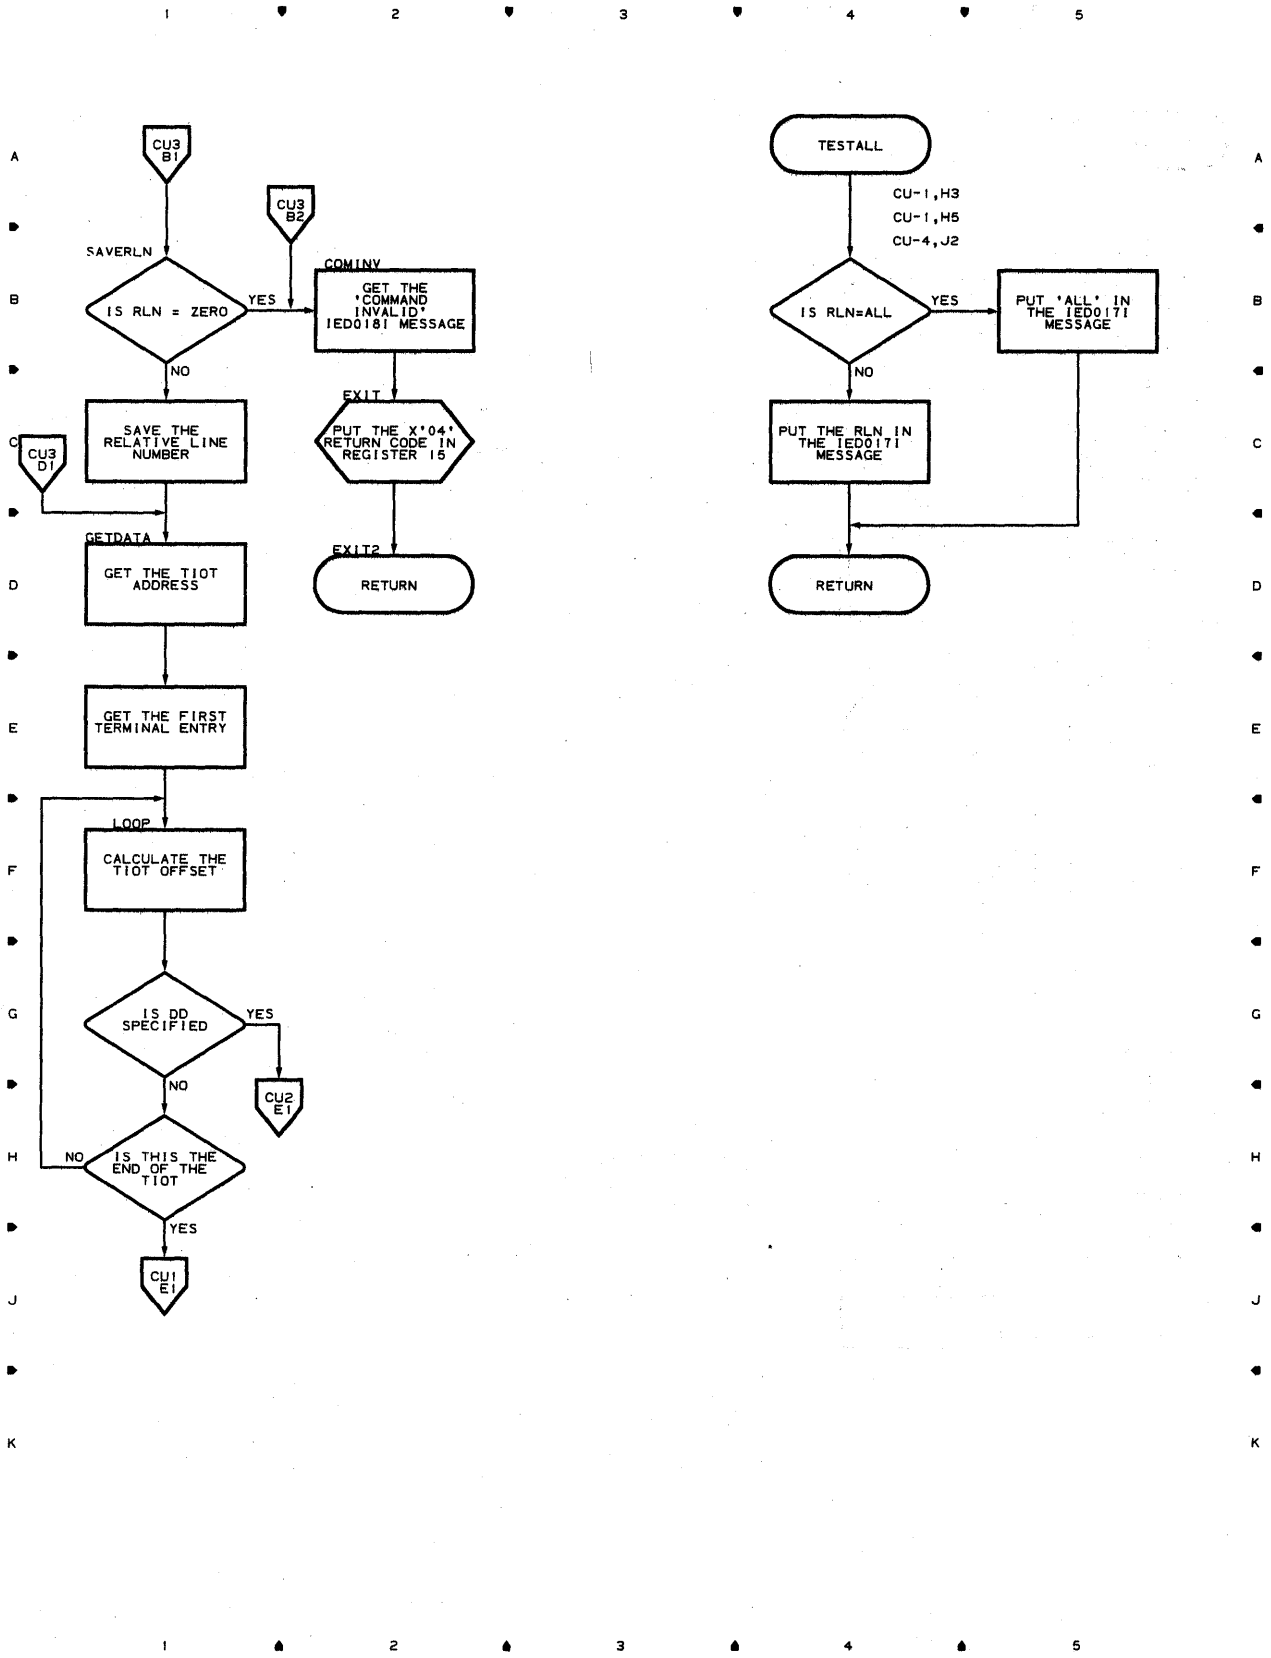 1 2 3 4 5
A A
CU3
B1
CU3
B2
SAVERLN
B B
IS RLN = ZERO
YES
NO
COMINV
GET THE
'COMMAND
INVALID'
IED018I MESSAGE
SAVE THE
RELATIVE LINE
NUMBER
C C
CU3
D1
EXIT
PUT THE X'04'
RETURN CODE IN
REGISTER 15
GETDATA
GET THE TIOT
ADDRESS
D D
EXIT2
RETURN
GET THE FIRST
TERMINAL ENTRY
E E
LOOP
CALCULATE THE
TIOT OFFSET
F F
IS DD
SPECIFIED
YES
NO
G G
CU2
E1
IS THIS THE
END OF THE
TIOT
NO
YES
H H
CU1
E1
J J
K K
TESTALL
CU-1,H3
CU-1,H5
CU-4,J2
IS RLN=ALL
YES
NO
PUT 'ALL' IN
THE IED017I
MESSAGE
PUT THE RLN IN
THE IED017I
MESSAGE
RETURN
1 2 3 4 5